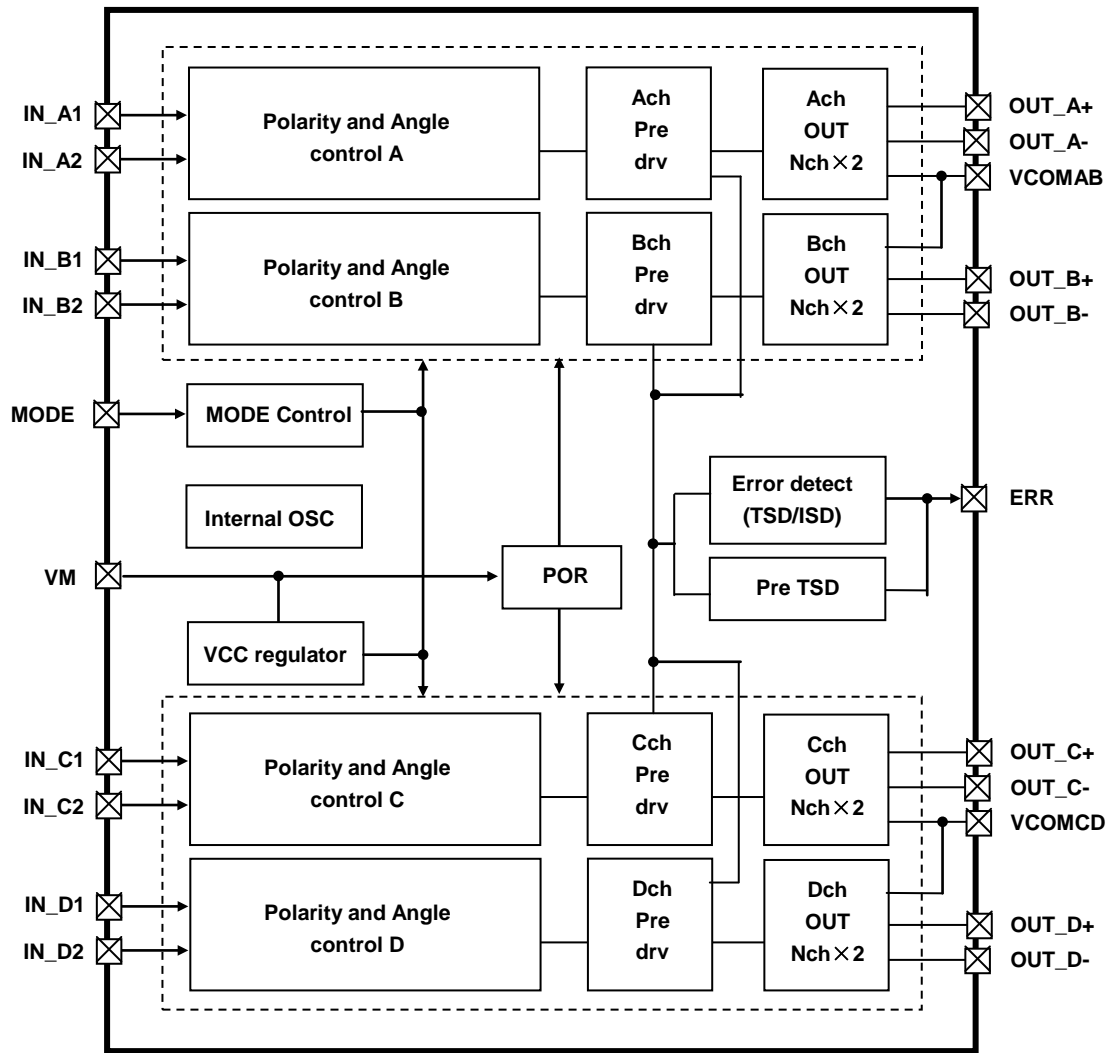 IN_A1
IN_A2
Polarity and Angle
control A
Ach
Pre
drv
Ach
OUT
Nch×2
OUT_A+
OUT_A-
VCOMAB
IN_B1
IN_B2
Polarity and Angle
control B
Bch
Pre
drv
Bch
OUT
Nch×2
OUT_B+
OUT_B-
MODE
MODE Control
Internal OSC
VM
VCC regulator
POR
Error detect
(TSD/ISD)
Pre TSD
ERR
IN_C1
IN_C2
Polarity and Angle
control C
Cch
Pre
drv
Cch
OUT
Nch×2
OUT_C+
OUT_C-
VCOMCD
IN_D1
IN_D2
Polarity and Angle
control D
Dch
Pre
drv
Dch
OUT
Nch×2
OUT_D+
OUT_D-